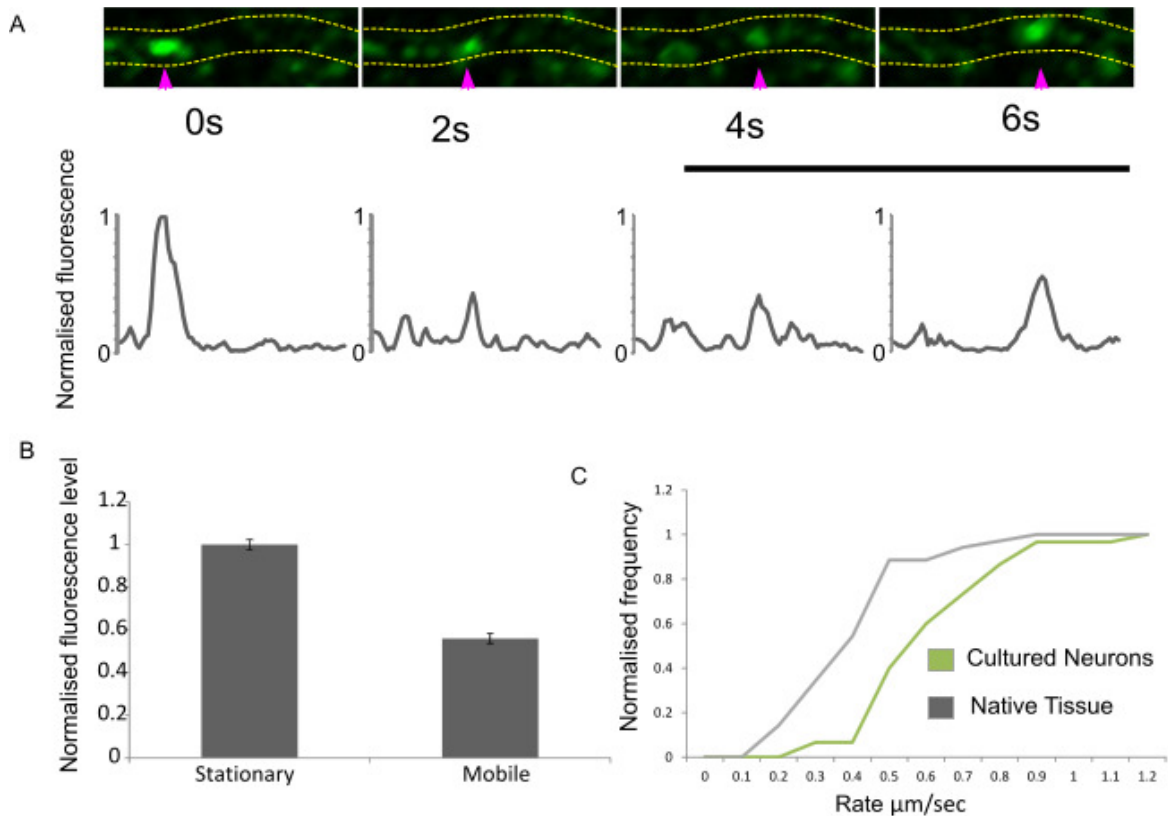 A
0s 2s 4s 6s
Normalised fluorescence
1 1 1 1
0 0 0 0
B
Normalised fluorescence level
1.2
1
0.8
0.6
0.4
0.2
0
Stationary Mobile
C
Normalised frequency
1.2
1
0.8
0.6
0.4
0.2
0
Cultured Neurons
Native Tissue
0 0.1 0.2 0.3 0.4 0.5 0.6 0.7 0.8 0.9 1 1.1 1.2
Rate µm/sec